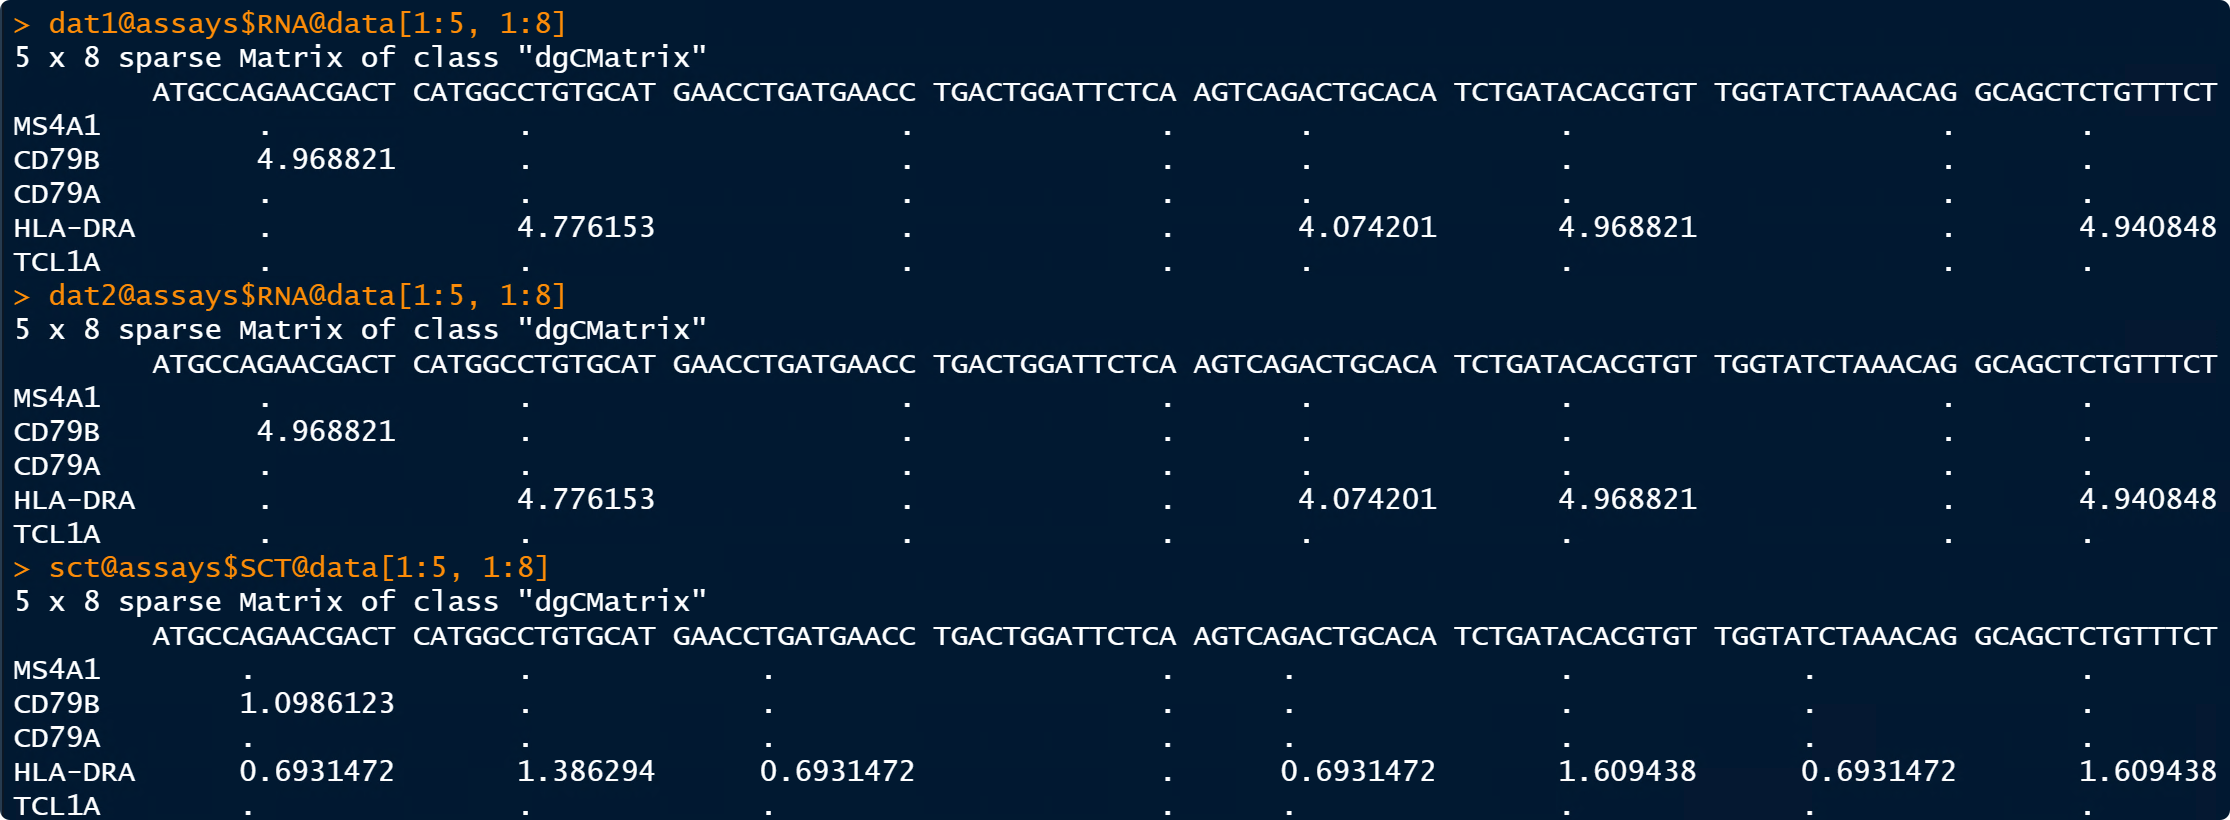 > dat1@assays$RNA@data[1:5, 1:8]
5 x 8 sparse Matrix of class "dgCMatrix"
        ATGCCAGAACGACT CATGGCCTGTGCAT GAACCTGATGAACC TGACTGGATTCTCA AGTCAGACTGCACA TCTGATACACGTGT TGGTATCTAAACAG GCAGCTCTGTTTCT
MS4A1         .              .                     .              .       .              .                     .       .
CD79B         4.968821       .                     .              .       .              .                     .       .
CD79A         .              .                     .              .       .              .                     .       .
HLA-DRA       .              4.776153              .              .       4.074201       4.968821              .       4.940848
TCL1A         .              .                     .              .       .              .                     .       .
> dat2@assays$RNA@data[1:5, 1:8]
5 x 8 sparse Matrix of class "dgCMatrix"
        ATGCCAGAACGACT CATGGCCTGTGCAT GAACCTGATGAACC TGACTGGATTCTCA AGTCAGACTGCACA TCTGATACACGTGT TGGTATCTAAACAG GCAGCTCTGTTTCT
MS4A1         .              .                     .              .       .              .                     .       .
CD79B         4.968821       .                     .              .       .              .                     .       .
CD79A         .              .                     .              .       .              .                     .       .
HLA-DRA       .              4.776153              .              .       4.074201       4.968821              .       4.940848
TCL1A         .              .                     .              .       .              .                     .       .
> sct@assays$SCT@data[1:5, 1:8]
5 x 8 sparse Matrix of class "dgCMatrix"
        ATGCCAGAACGACT CATGGCCTGTGCAT GAACCTGATGAACC TGACTGGATTCTCA AGTCAGACTGCACA TCTGATACACGTGT TGGTATCTAAACAG GCAGCTCTGTTTCT
MS4A1        .               .             .                      .      .               .             .               .
CD79B        1.0986123       .             .                      .      .               .             .               .
CD79A        .               .             .                      .      .               .             .               .
HLA-DRA      0.6931472       1.386294      0.6931472              .      0.6931472       1.609438      0.6931472       1.609438
TCL1A        .               .             .                      .      .               .             .               .